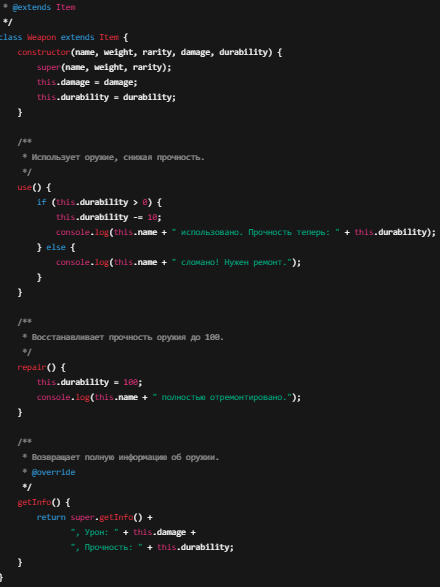 * @extends Item
*/
class Weapon extends Item {
constructor(name, weight, rarity, damage, durability) {
super(name, weight, rarity);
this.damage = damage;
this.durability = durability;
}
/**
* Использует оружие, снижая прочность.
*/
use() {
if (this.durability > 0) {
this.durability -= 10;
console.log(this.name + " использовано. Прочность теперь: " + this.durability);
} else {
console.log(this.name + " сломано! Нужен ремонт.");
}
}
/**
* Восстанавливает прочность оружия до 100.
*/
repair() {
this.durability = 100;
console.log(this.name + " полностью отремонтировано.");
}
/**
* Возвращает полную информацию об оружии.
* @override
*/
getInfo() {
return super.getInfo() +
", Урон: " + this.damage +
", Прочность: " + this.durability;
}
}